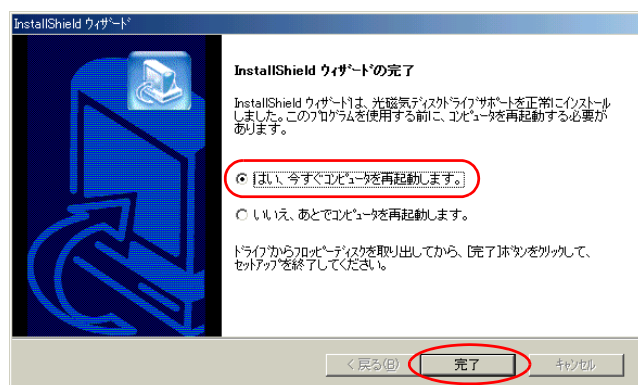 InstallShield ウィザード
InstallShield ウィザードの完了
InstallShield ウィザードは、光磁気ディスクドライブサポートを正常にインストール
しました。このプログラムを使用する前に、コンピュータを再起動する必要が
あります。
はい、今すぐコンピュータを再起動します。
いいえ、あとでコンピュータを再起動します。
ドライブからフロッピーディスクを取り出してから、[完了]ボタンをクリックして、
セットアップを終了してください。
< 戻る(B)
完了
キャンセル